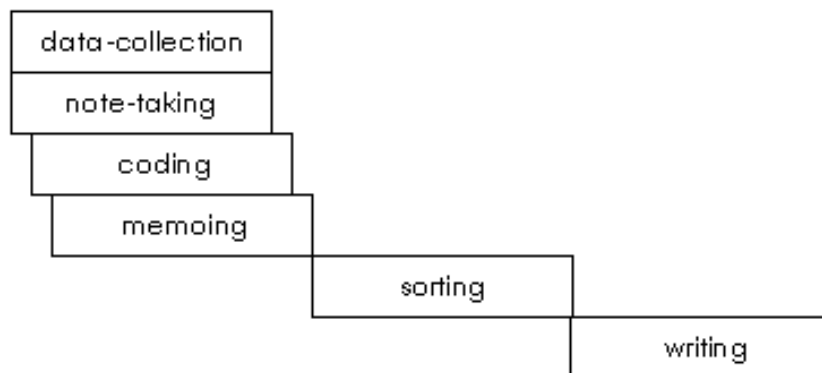 data-collection
note-taking
coding
memoing
sorting
writing